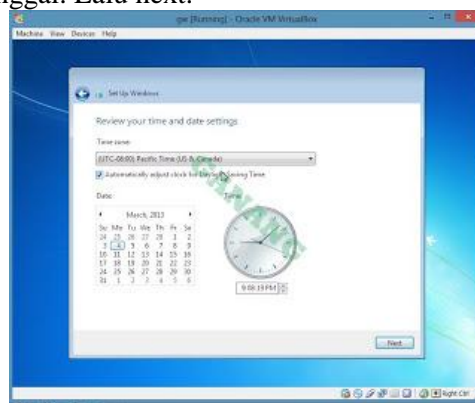 nggal. Lalu next.
gw [Running] - Oracle VM VirtualBox
Machine View Devices Help
Set Up Windows
Review your time and date settings
Time zone:
(UTC-08:00) Pacific Time (US & Canada)
Automatically adjust clock for Daylight Saving Time
Date: Time:
March, 2013
Su Mo Tu We Th Fr Sa
24 25 26 27 28 1 2
3 4 5 6 7 8 9
10 11 12 13 14 15 16
17 18 19 20 21 22 23
24 25 26 27 28 29 30
31 1 2 3 4 5 6
9:08:19 PM
GANANG
Next
Right Ctrl